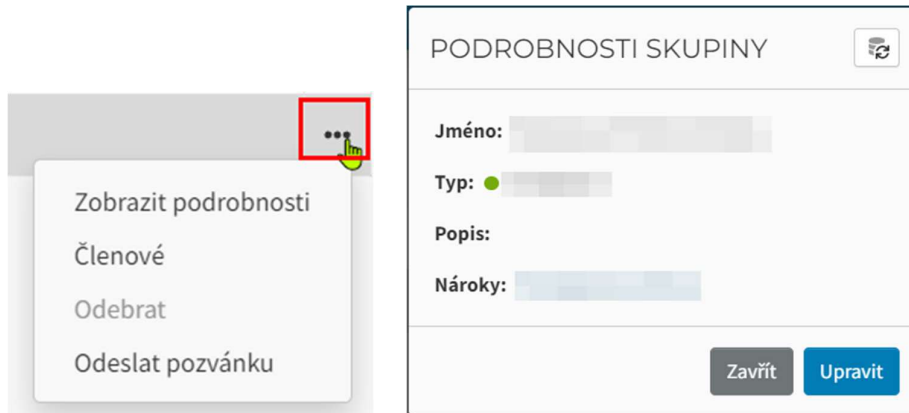 Zobrazit podrobnosti
Členové
Odebrat
Odeslat pozvánku
PODROBNOSTI SKUPINY
Jméno:
Typ:
Popis:
Nároky:
Zavřít Upravit